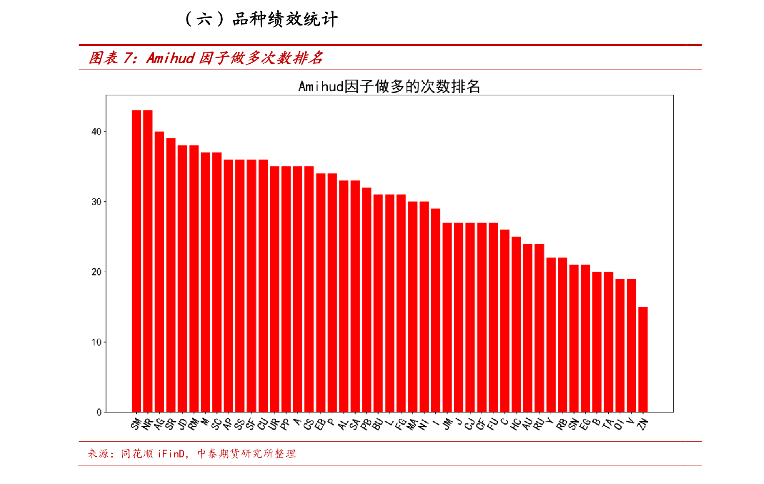 （六）品种绩效统计
图表 7：Amihud 因子做多次数排名
Amihud因子做多的次数排名
40
30
20
10
0
SM NR AG SR JD RM M SC AP SS SF CU UR PP A CS EB P AL SA PB BU L FG MA NI I JM J CJ CF FU C HC AU RU Y RB SN EG B TA OI V ZN
来源：同花顺 iFinD，中泰期货研究所整理